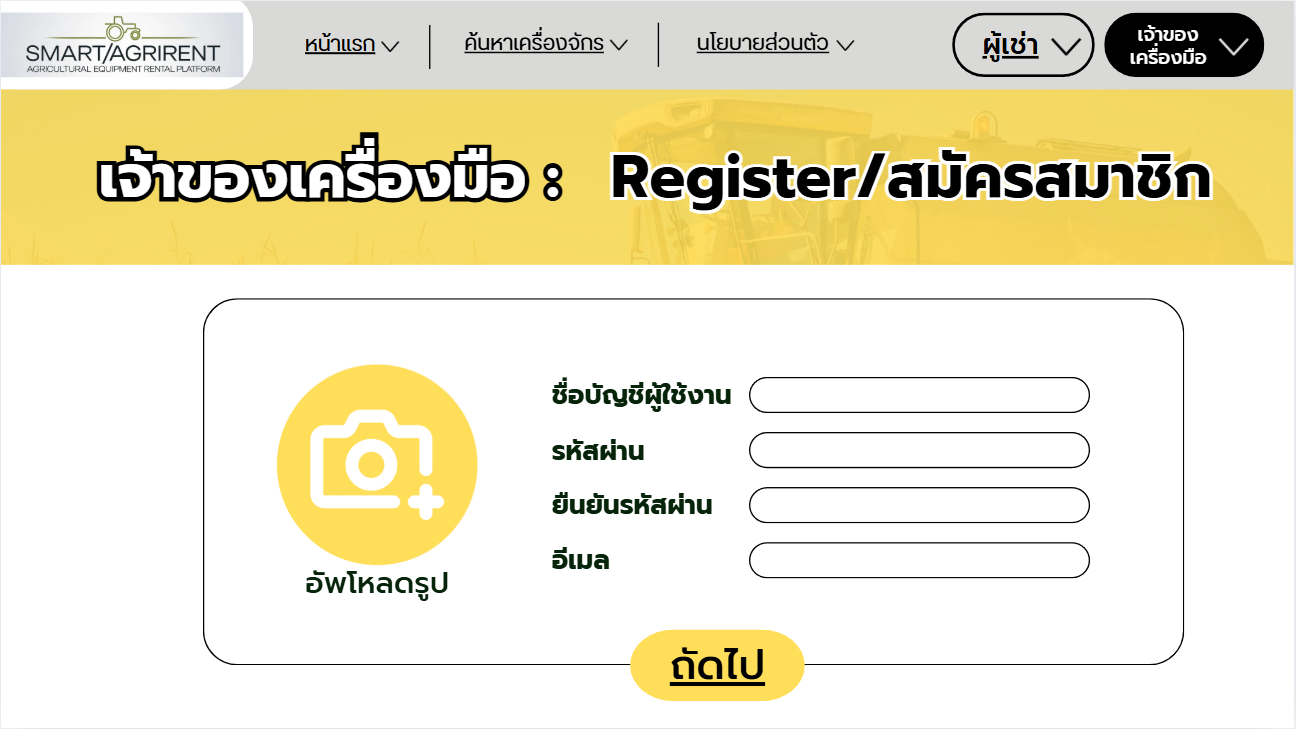 SMART/AGRIRENT
AGRICULTURAL EQUIPMENT RENTAL PLATFORM
หน้าแรก
ค้นหาเครื่องจักร
นโยบายส่วนตัว
ผู้เช่า
เจ้าของ
เครื่องมือ
เจ้าของเครื่องมือ : Register/สมัครสมาชิก
ชื่อบัญชีผู้ใช้งาน
รหัสผ่าน
ยืนยันรหัสผ่าน
อีเมล
อัพโหลดรูป
ถัดไป